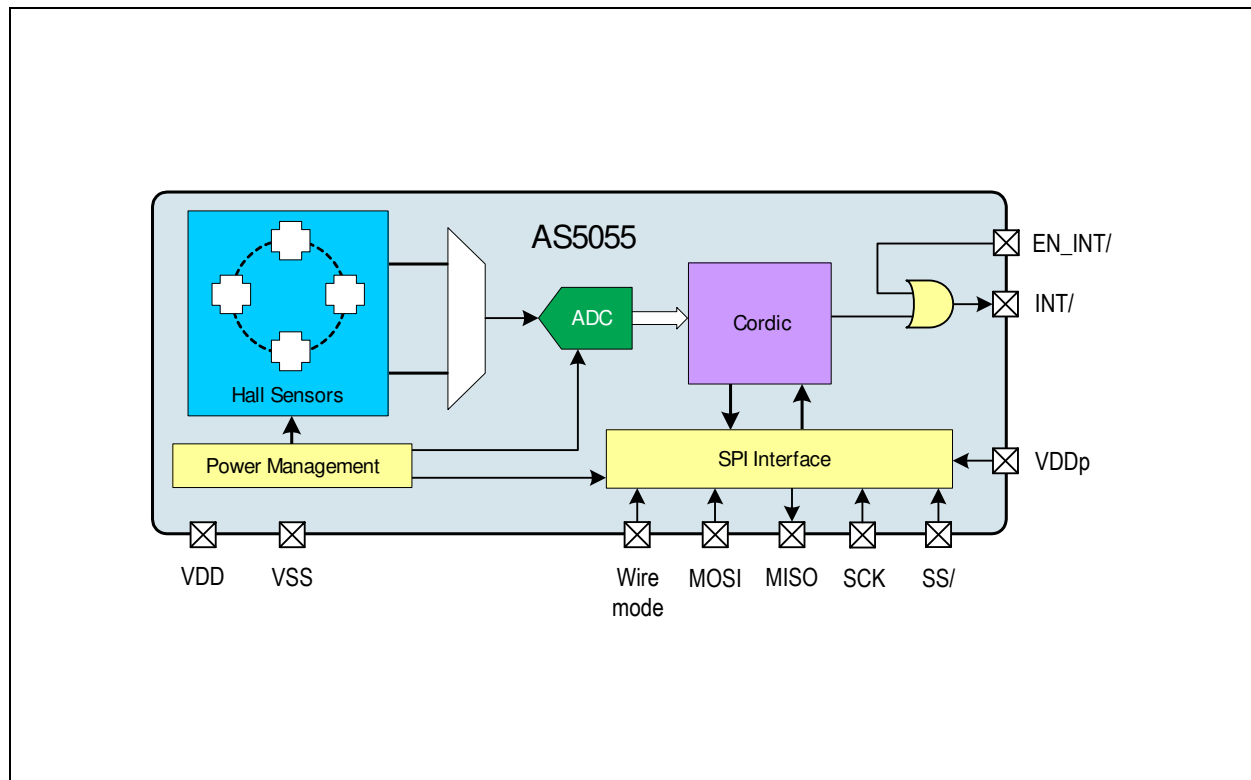 AS5055
EN_INT/
INT/
ADC
Cordic
Hall Sensors
Power Management
SPI Interface
VDDp
VDD
VSS
Wire
mode
MOSI
MISO
SCK
SS/